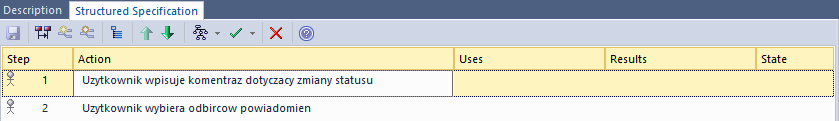 Description Structured Specification
Step Action Uses Results State
1 Uzytkownik wpisuje komentraz dotyczacy zmiany statusu
2 Uzytkownik wybiera odbircow powiadomien